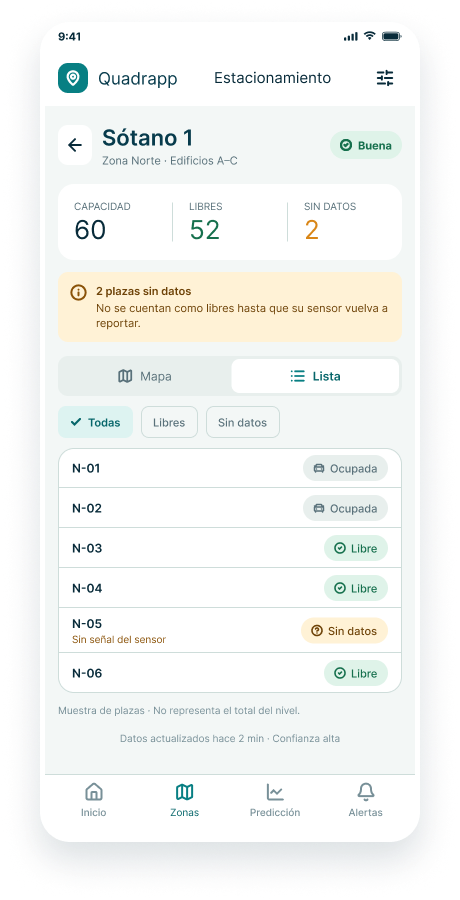 9:41
Quadrapp
Estacionamiento
Sótano 1
Zona Norte · Edificios A–C
Buena
CAPACIDAD
60
LIBRES
52
SIN DATOS
2
2 plazas sin datos
No se cuentan como libres hasta que su sensor vuelva a
reportar.
Mapa
Lista
Todas
Libres
Sin datos
N-01
Ocupada
N-02
Ocupada
N-03
Libre
N-04
Libre
N-05
Sin señal del sensor
Sin datos
N-06
Libre
Muestra de plazas · No representa el total del nivel.
Datos actualizados hace 2 min · Confianza alta
Inicio
Zonas
Predicción
Alertas